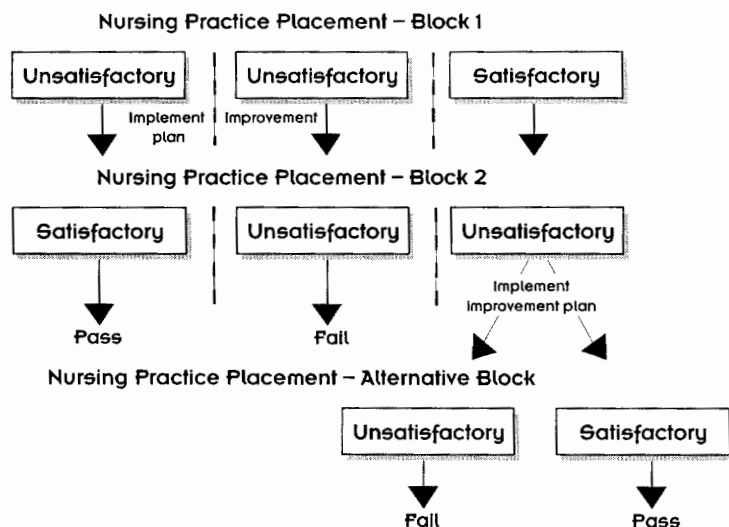 Nursing Practice Placement – Block 1
Unsatisfactory
Unsatisfactory
Satisfactory
Implement
plan
Improvement
Nursing Practice Placement – Block 2
Satisfactory
Unsatisfactory
Unsatisfactory
Implement
improvement plan
Pass
Fail
Nursing Practice Placement – Alternative Block
Unsatisfactory
Satisfactory
Fail
Pass